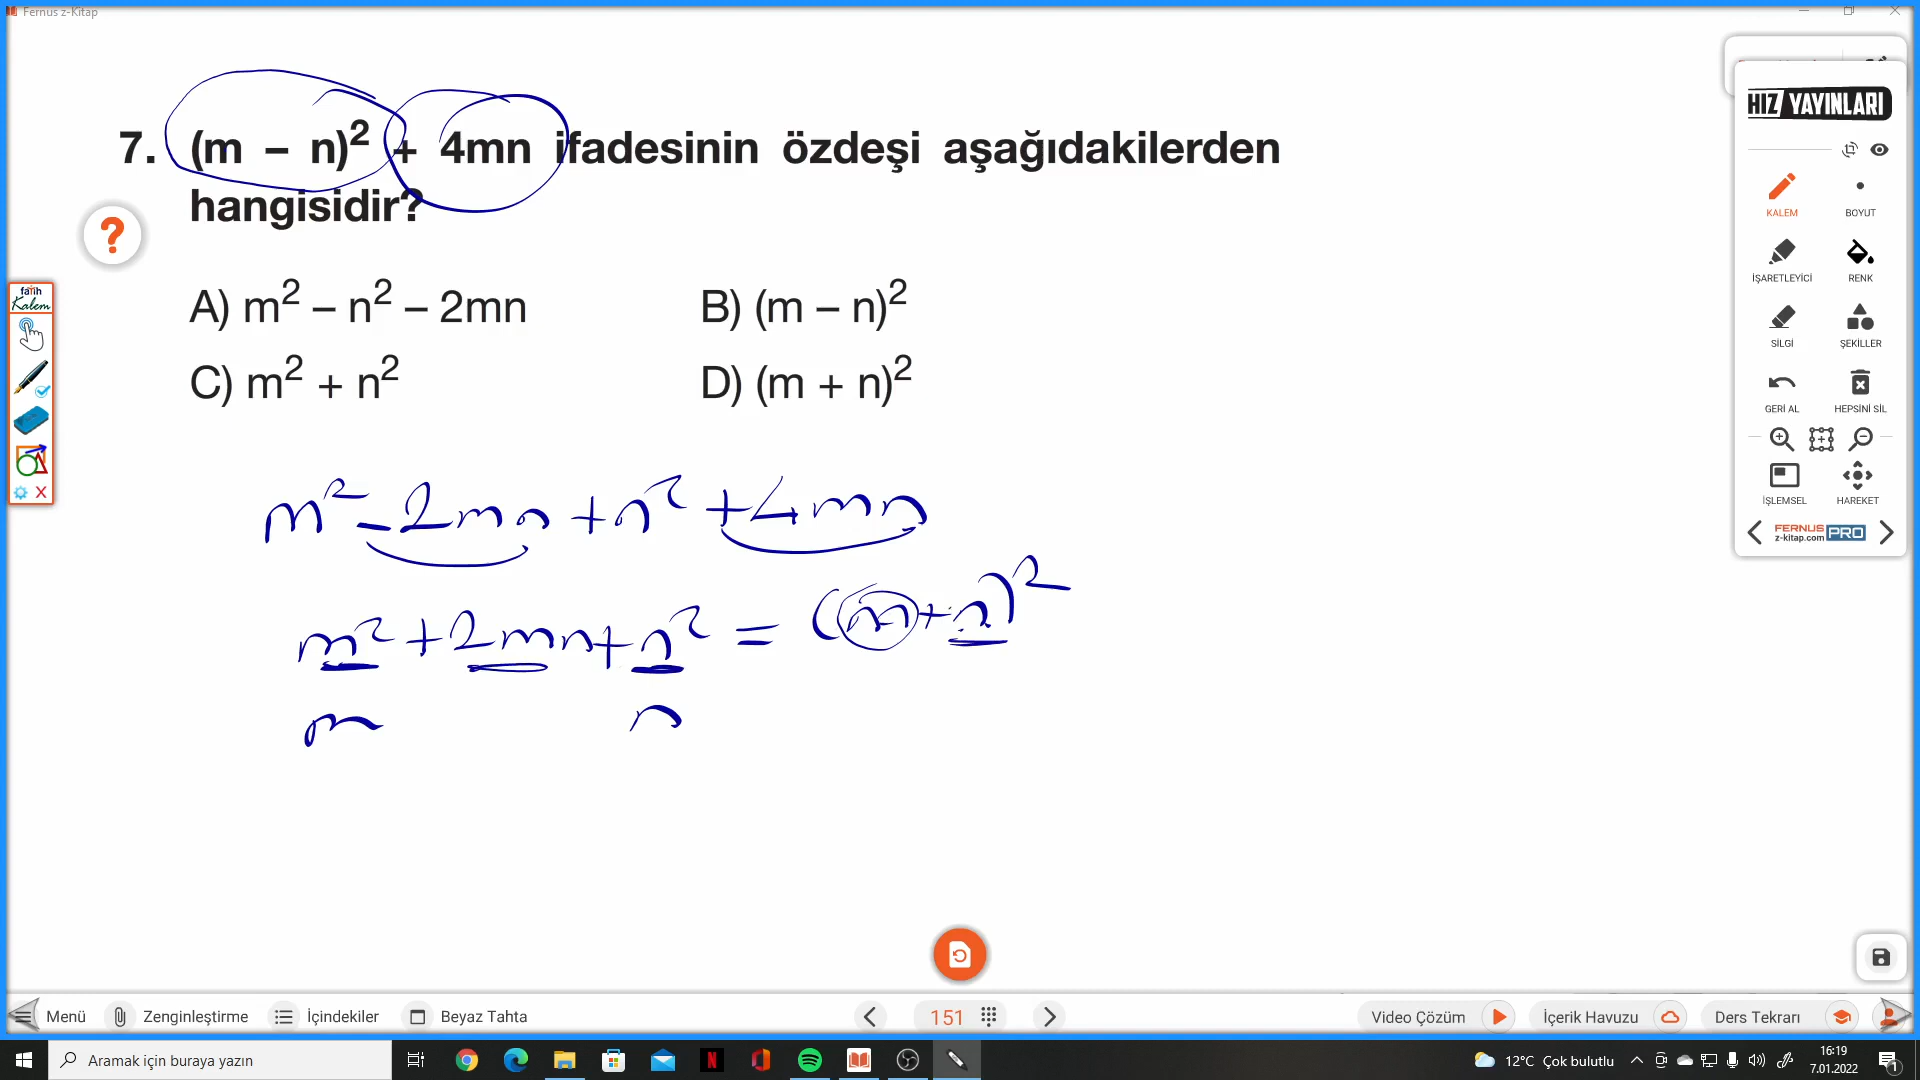 Fernus z-Kitap
HIZ YAYINLARI
7. (m – n)² + 4mn ifadesinin özdeşi aşağıdakilerden
hangisidir?
?
A) m² – n² – 2mn
B) (m – n)²
C) m² + n²
D) (m + n)²
m² - 2mn + n² + 4mn
m² + 2mn + n² = (m+n)²
m n
fatih
Kalem
KALEM BOYUT
İŞARETLEYİCİ RENK
SİLGİ ŞEKİLLER
GERİ AL HEPSİNİ SİL
İŞLEMSEL HAREKET
FERNUS
z-kitap.com PRO
Menü Zenginleştirme İçindekiler Beyaz Tahta 151 Video Çözüm İçerik Havuzu Ders Tekrarı
Aramak için buraya yazın
12°C Çok bulutlu
16:19
7.01.2022
1